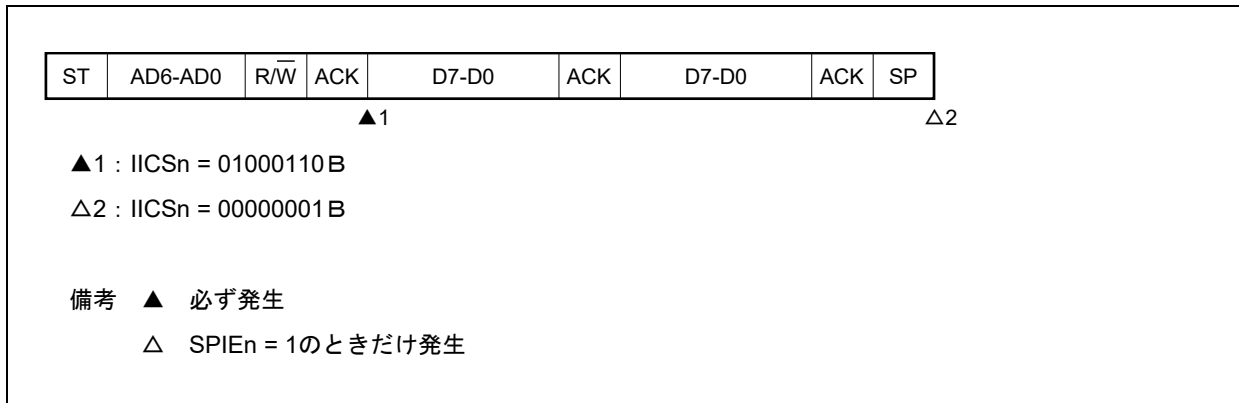 ST AD6-AD0 R/W̅ ACK D7-D0 ACK D7-D0 ACK SP
▲1 △2
▲1：IICSn = 01000110B
△2：IICSn = 00000001B
備考 ▲ 必ず発生
△ SPIEn = 1のときだけ発生